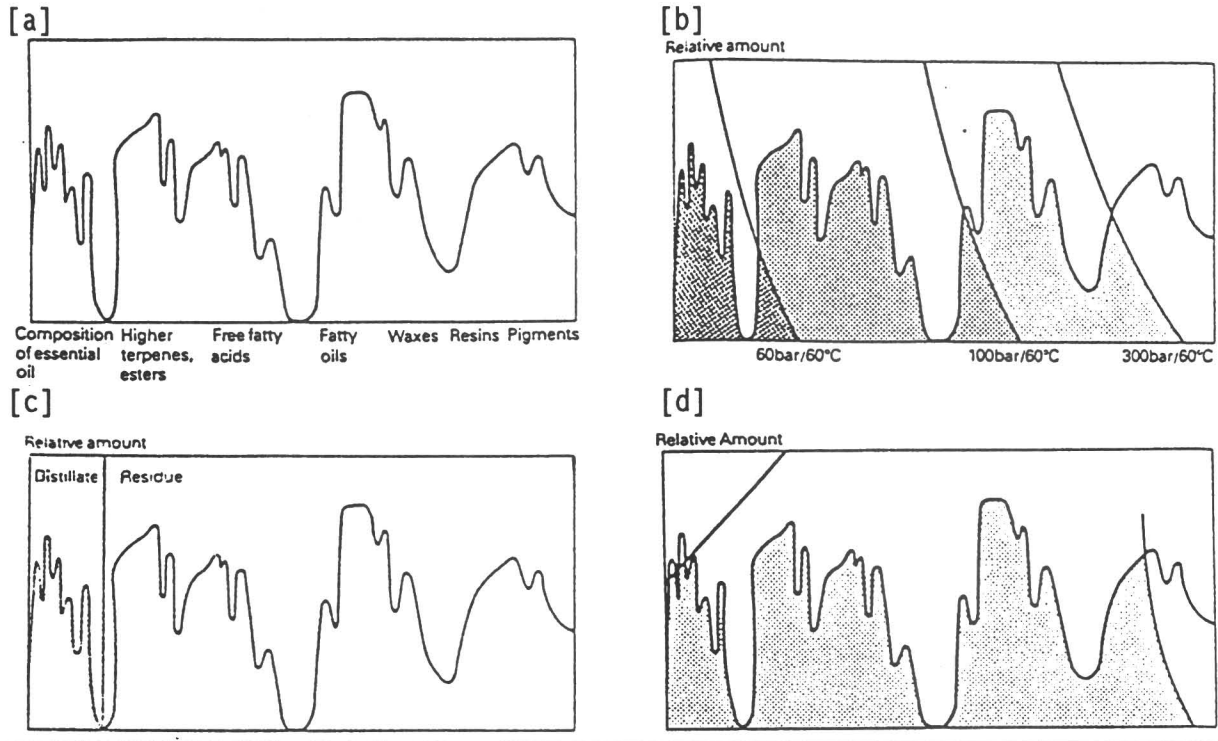 [a]
Composition of essential oil
Higher terpenes, esters
Free fatty acids
Fatty oils
Waxes
Resins
Pigments
[b]
Relative amount
60bar/60°C
100bar/60°C
300bar/60°C
[c]
Relative amount
Distillate
Residue
[d]
Relative Amount